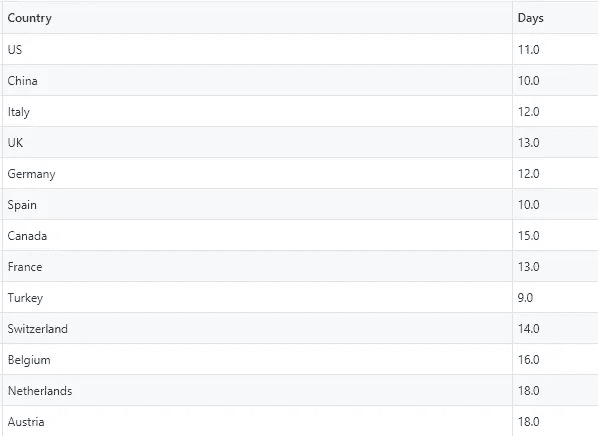 Country Days
US 11.0
China 10.0
Italy 12.0
UK 13.0
Germany 12.0
Spain 10.0
Canada 15.0
France 13.0
Turkey 9.0
Switzerland 14.0
Belgium 16.0
Netherlands 18.0
Austria 18.0